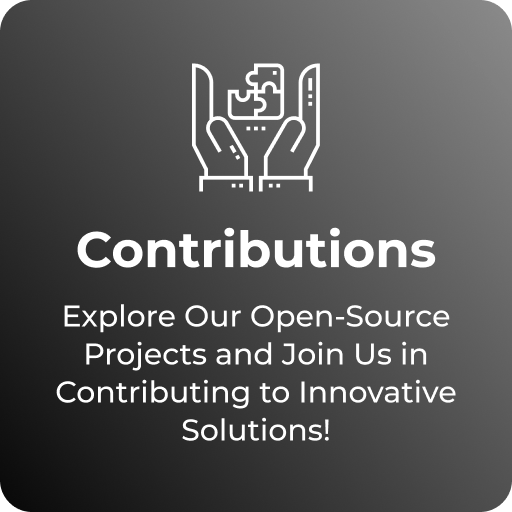 Contributions
Explore Our Open-Source
Projects and Join Us in
Contributing to Innovative
Solutions!